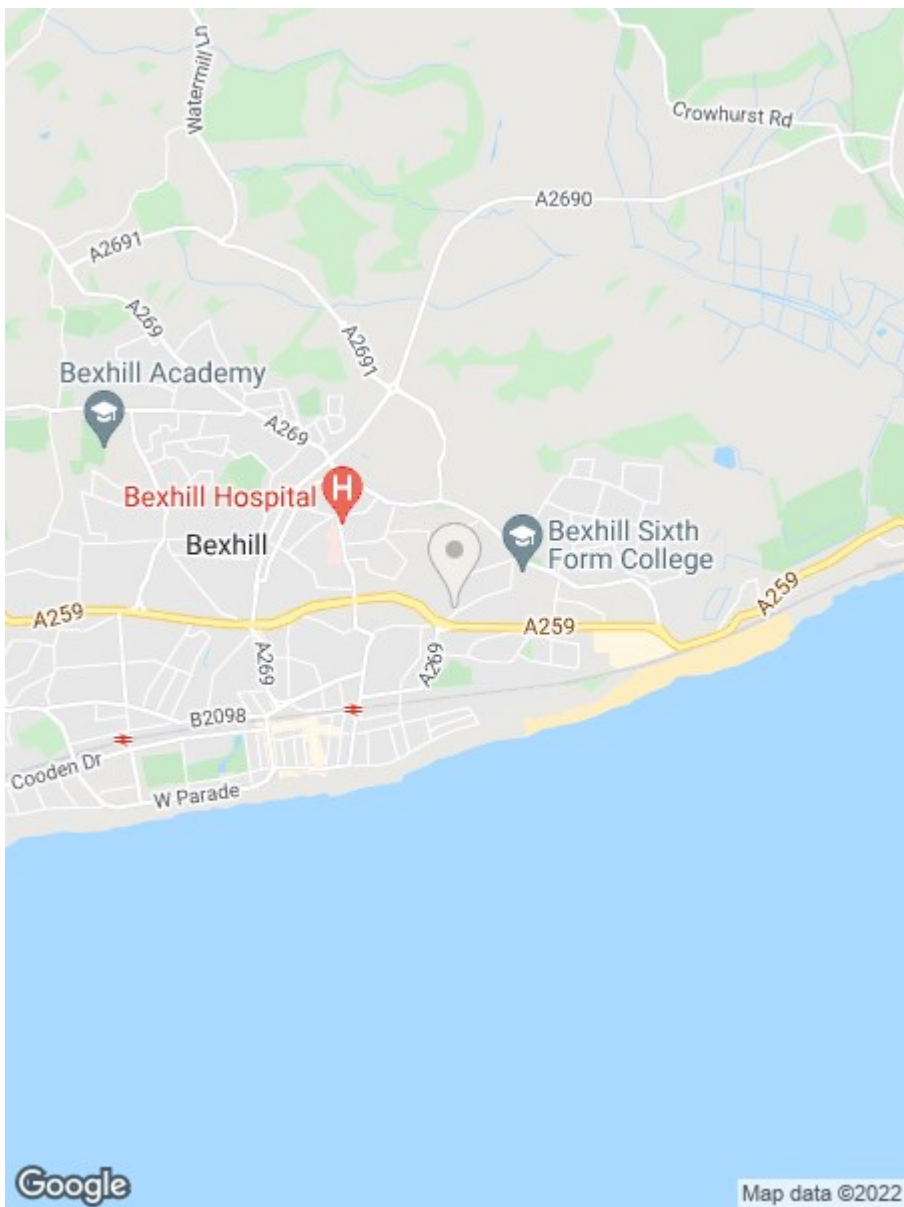 Watermill Ln
Crowhurst Rd
A2690
A2691
A269
A2691
Bexhill Academy
A269
Bexhill Hospital
H
Bexhill
Bexhill Sixth
Form College
A259
A259
A259
A269
A269
B2098
Cooden Dr
W Parade
Google
Map data ©2022